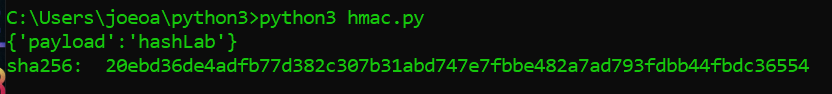 C:\Users\joeoa\python3>python3 hmac.py
{'payload':'hashLab'}
sha256:  20ebd36de4adfb77d382c307b31abd747e7fbbe482a7ad793fdbb44fbdc36554